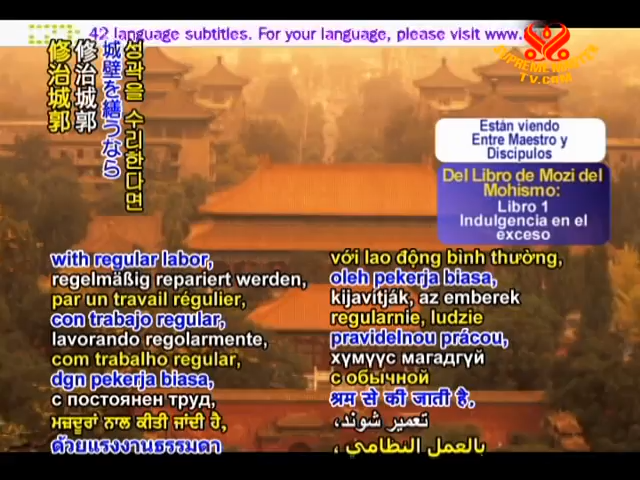 42 language subtitles. For your language, please visit www.
SUPREME MASTER
TV.COM
성곽을 수리한다면
城壁を繕うなら
修治城郭
修治城郭
Están viendo
Entre Maestro y
Discipulos
Del Libro de Mozi del
Mohismo:
Libro 1
Indulgencia en el
exceso
with regular labor,
regelmäßig repariert werden,
par un travail régulier,
con trabajo regular,
lavorando regolarmente,
com trabalho regular,
dgn pekerja biasa,
с постоянен труд,
ਮਜ਼ਦੂਰਾਂ ਨਾਲ ਕੀਤੀ ਜਾਂਦੀ ਹੈ,
ด้วยแรงงานธรรมดา
với lao động bình thường,
oleh pekerja biasa,
kijavítják, az emberek
regularnie, ludzie
pravidelnou prácou,
хүмүүс магадгүй
с обычной
श्रम से की जाती है,
تعمیر شوند،
بالعمل النظامي ،